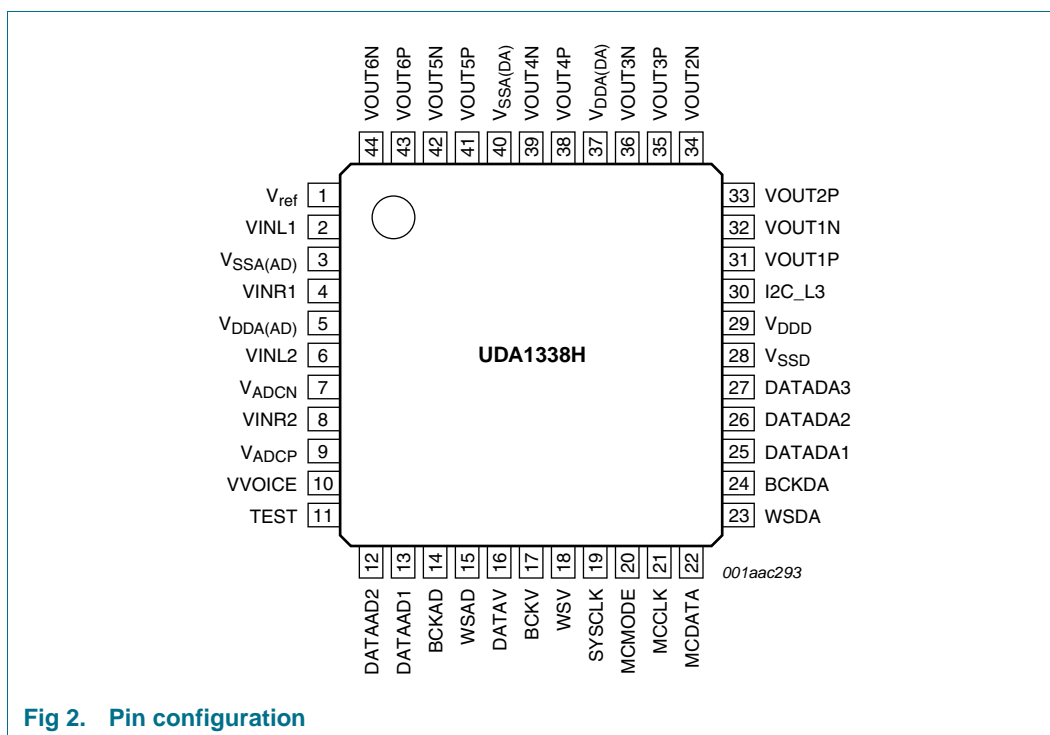 VOUT6N
VOUT6P
VOUT5N
VOUT5P
VSSA(DA)
VOUT4N
VOUT4P
VDDA(DA)
VOUT3N
VOUT3P
VOUT2N
44
43
42
41
40
39
38
37
36
35
34
Vref 1
VINL1 2
VSSA(AD) 3
VINR1 4
VDDA(AD) 5
VINL2 6
VADCN 7
VINR2 8
VADCP 9
VVOICE 10
TEST 11
UDA1338H
33 VOUT2P
32 VOUT1N
31 VOUT1P
30 I2C_L3
29 VDDD
28 VSSD
27 DATADA3
26 DATADA2
25 DATADA1
24 BCKDA
23 WSDA
12
13
14
15
16
17
18
19
20
21
22
DATAAD2
DATAAD1
BCKAD
WSAD
DATAV
BCKV
WSV
SYSCLK
MCMODE
MCCLK
MCDATA
001aac293
Fig 2. Pin configuration